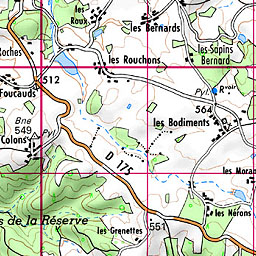 les
Roux
les Bernards
Roches
les Rouchons
les Sapins
Bernard
512
Foucauds
Pyl.
Rvoir
564
Bne
549
Pyl
les Bodiments
Colons
D 175
les Moran
s de la Réserve
les Nérons
les Grenettes
551